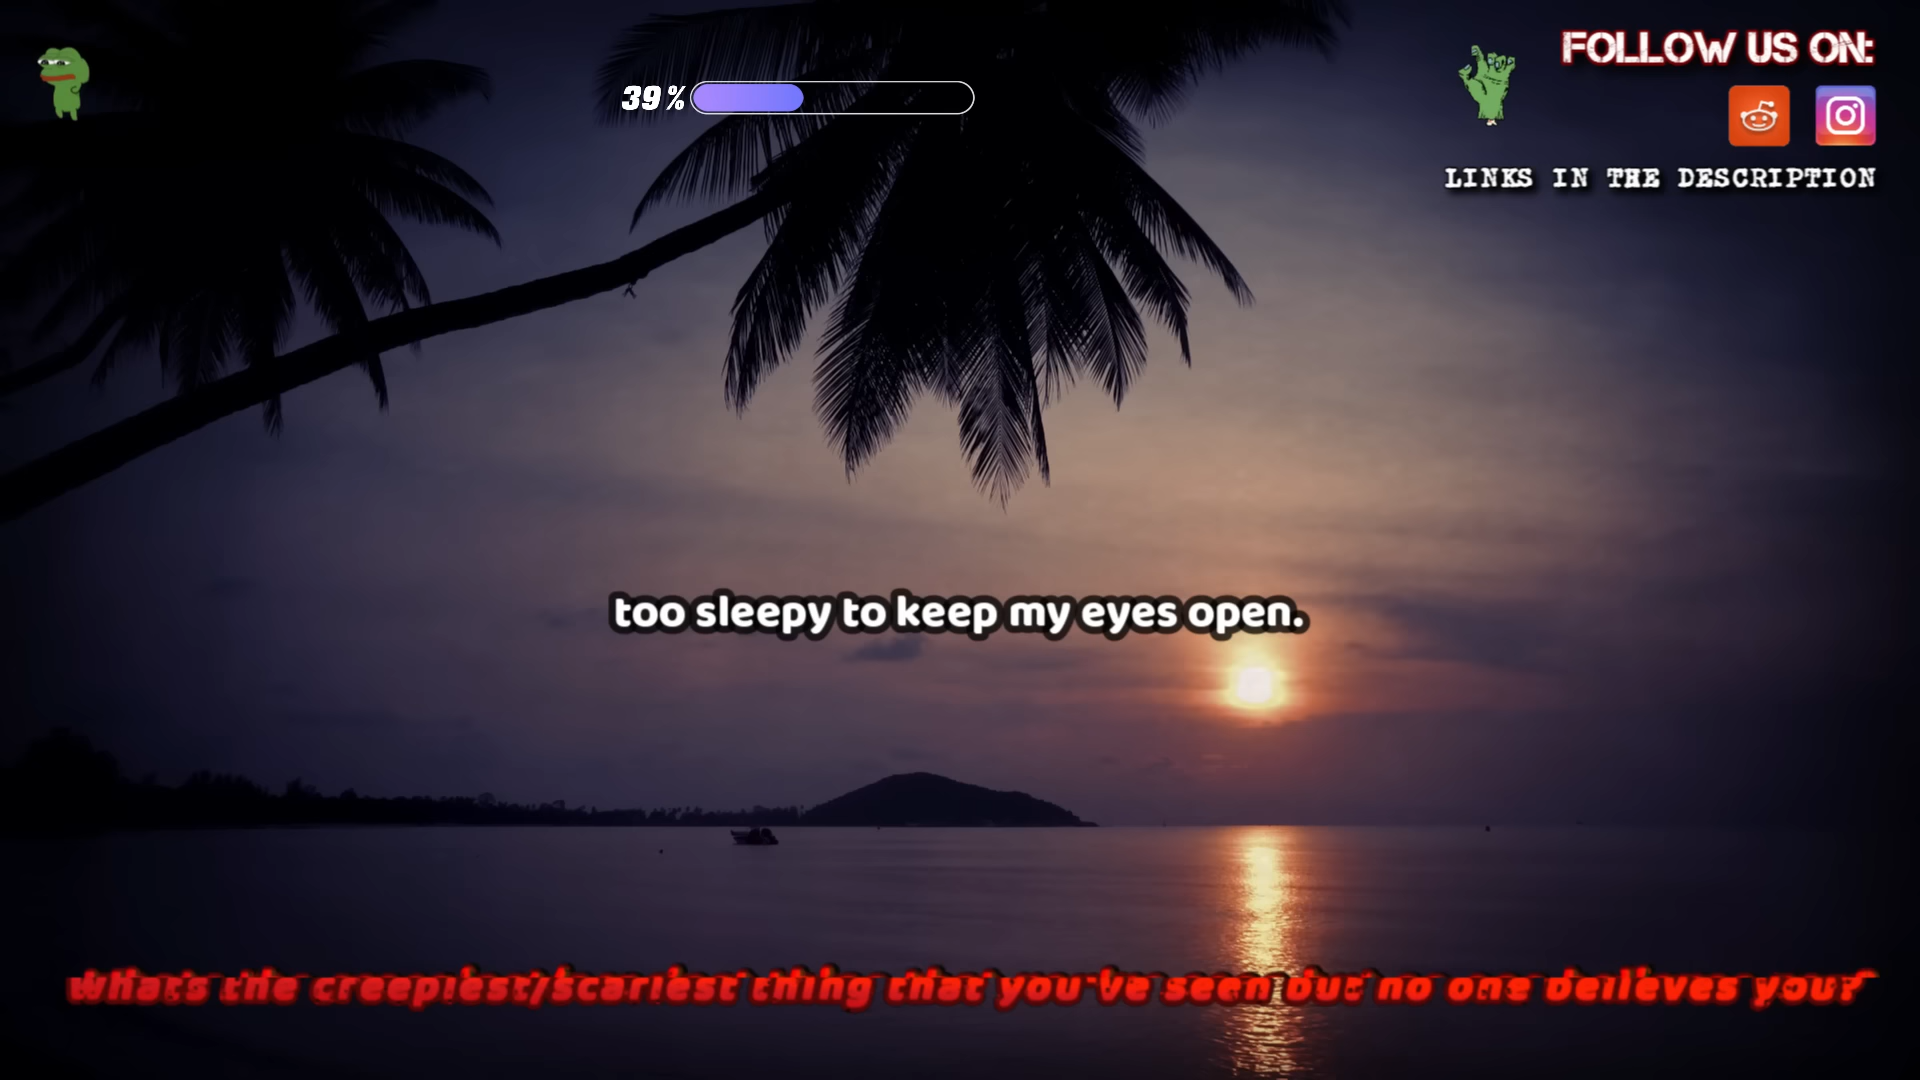 FOLLOW US ON:
39%
LINKS IN THE DESCRIPTION
too sleepy to keep my eyes open.
What's the creepiest/scariest thing that you've seen but no one believes you?